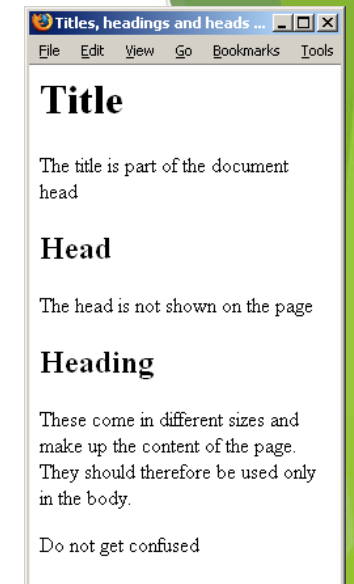 Titles, headings and heads ...
File Edit View Go Bookmarks Tools
Title
The title is part of the document
head
Head
The head is not shown on the page
Heading
These come in different sizes and
make up the content of the page.
They should therefore be used only
in the body.
Do not get confused